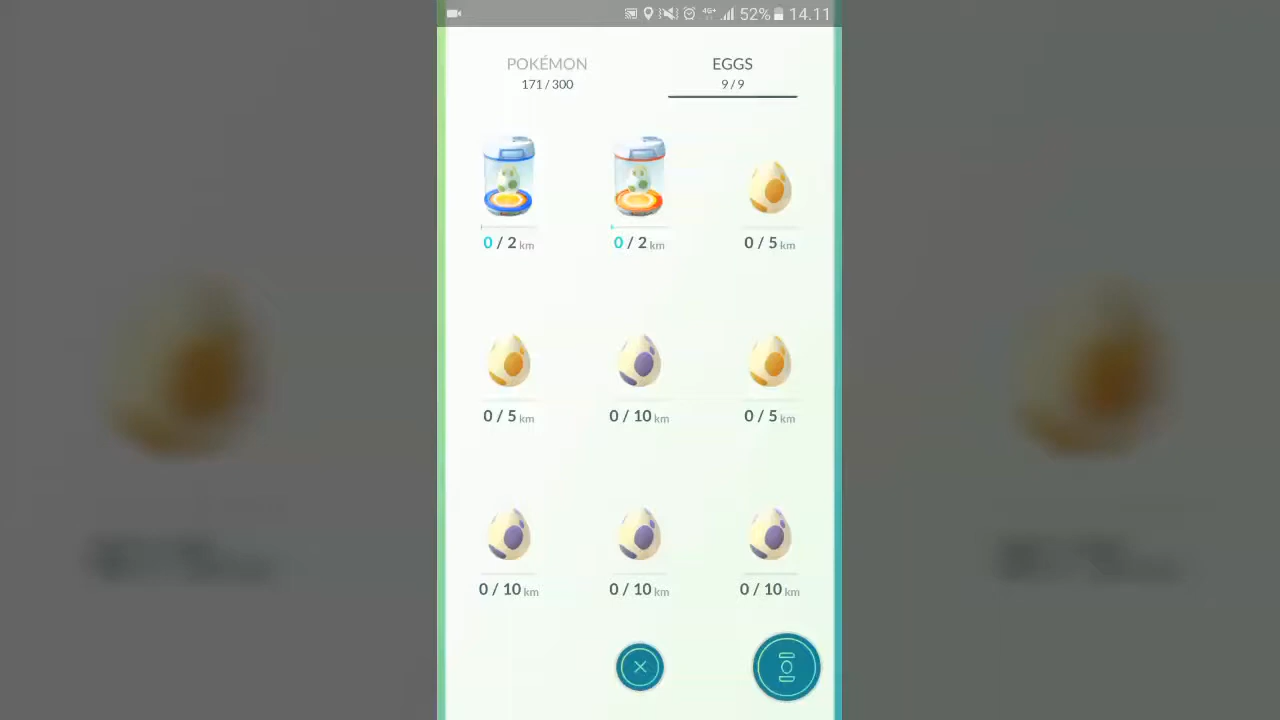 4G+ 52% 14.11
POKÉMON EGGS
171 / 300 9 / 9
0 / 2 km 0 / 2 km 0 / 5 km
0 / 5 km 0 / 10 km 0 / 5 km
0 / 10 km 0 / 10 km 0 / 10 km